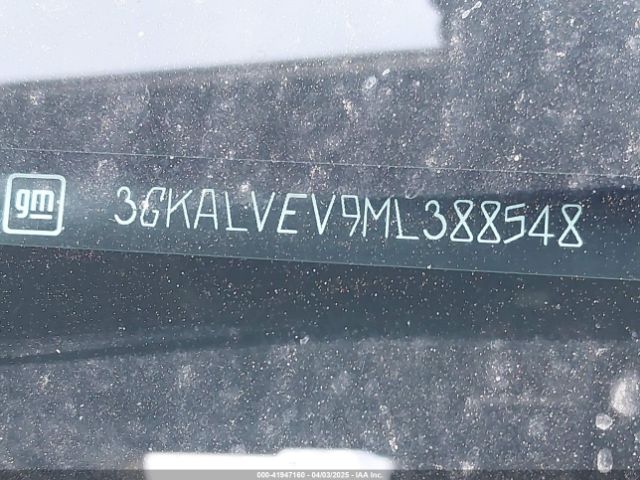 gm
3GKALVEV9ML388548
000-41947160 - 04/03/2025 - IAA Inc.